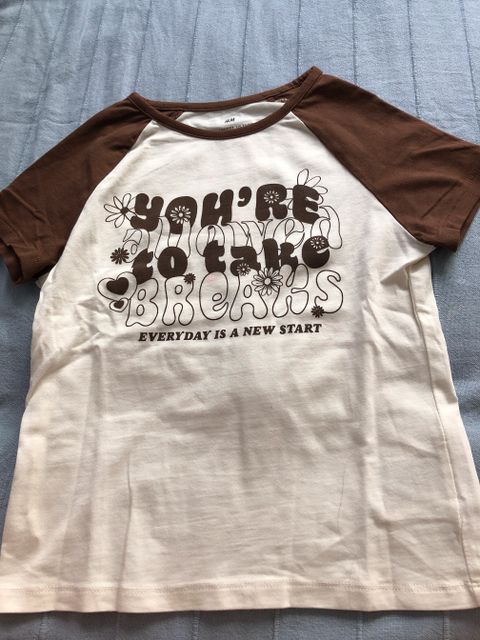 H&M
YOU'RE
allowed
to take
BREAKS
EVERYDAY IS A NEW START